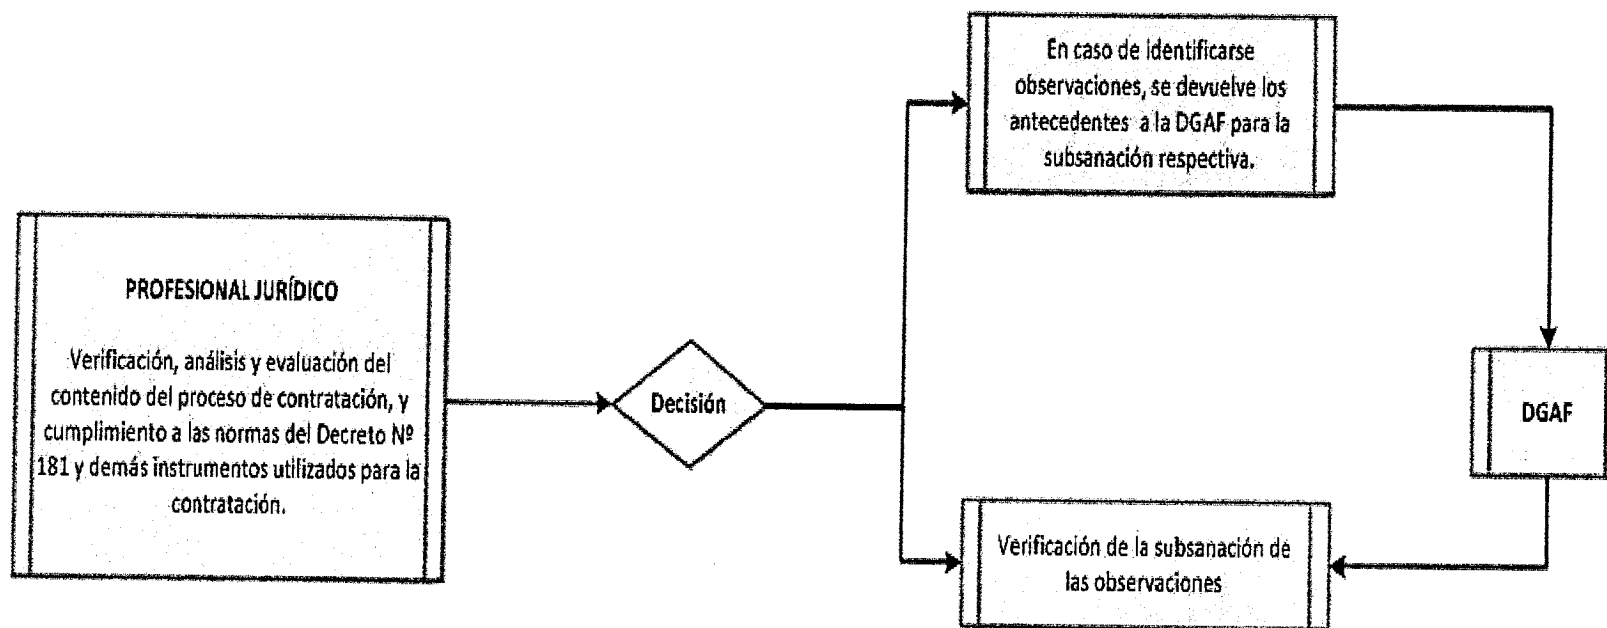 PROFESIONAL JURÍDICO
Verificación, análisis y evaluación del
contenido del proceso de contratación, y
cumplimiento a las normas del Decreto Nº
181 y demás instrumentos utilizados para la
contratación.
Decisión
En caso de identificarse
observaciones, se devuelve los
antecedentes a la DGAF para la
subsanación respectiva.
DGAF
Verificación de la subsanación de
las observaciones